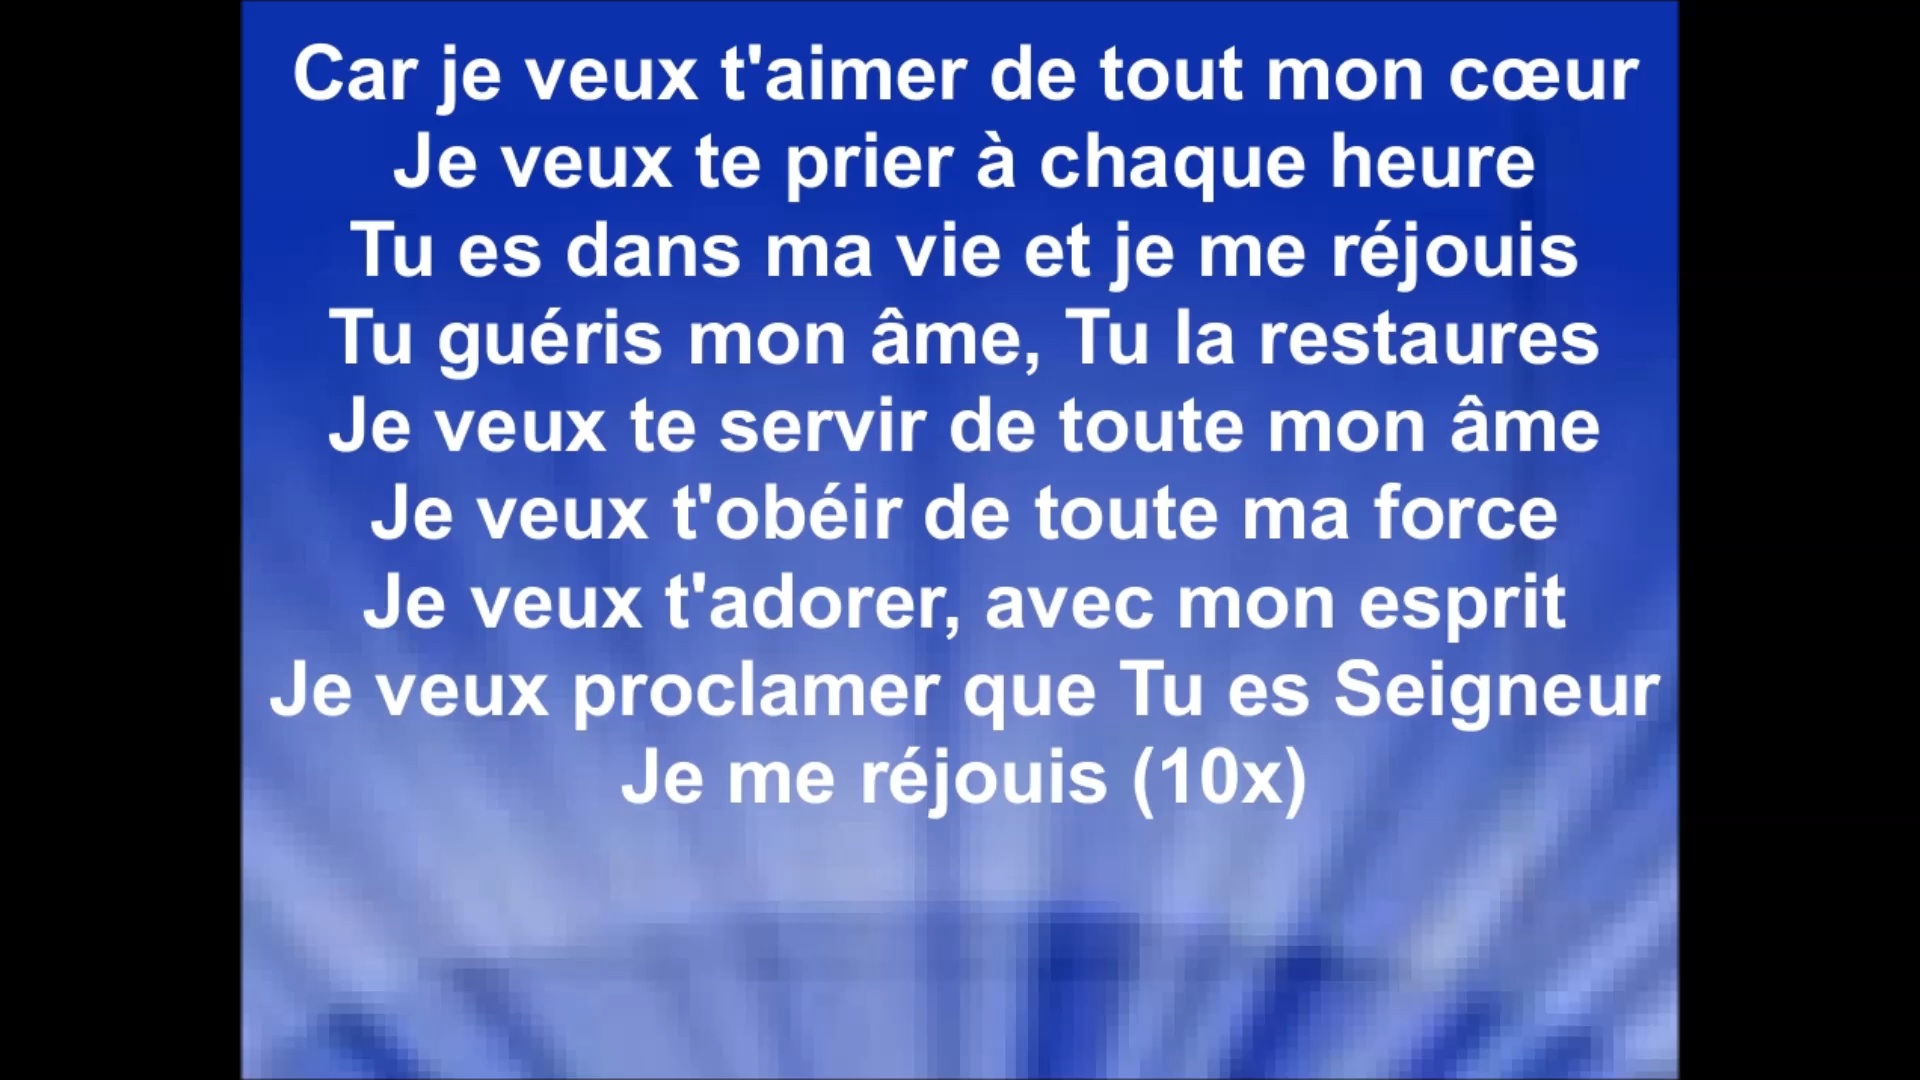 Car je veux t'aimer de tout mon cœur
Je veux te prier à chaque heure
Tu es dans ma vie et je me réjouis
Tu guéris mon âme, Tu la restaures
Je veux te servir de toute mon âme
Je veux t'obéir de toute ma force
Je veux t'adorer, avec mon esprit
Je veux proclamer que Tu es Seigneur
Je me réjouis (10x)